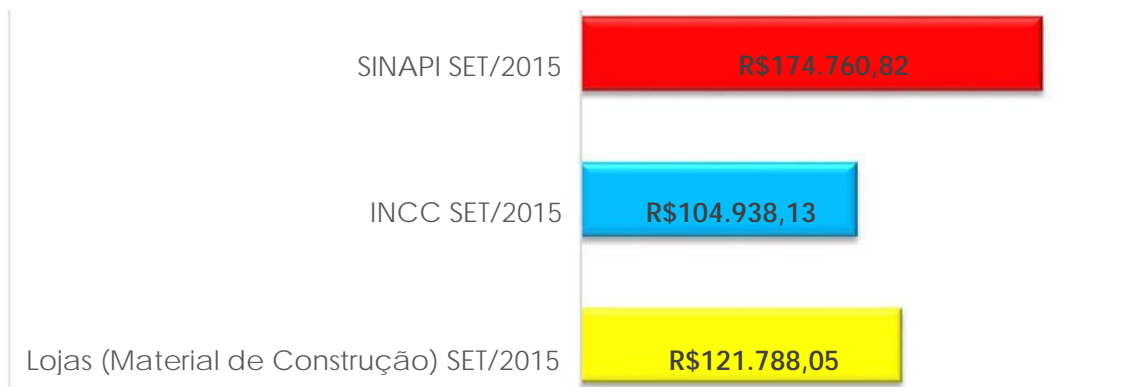 SINAPI SET/2015 R$174.760,82
INCC SET/2015 R$104.938,13
Lojas (Material de Construção) SET/2015 R$121.788,05